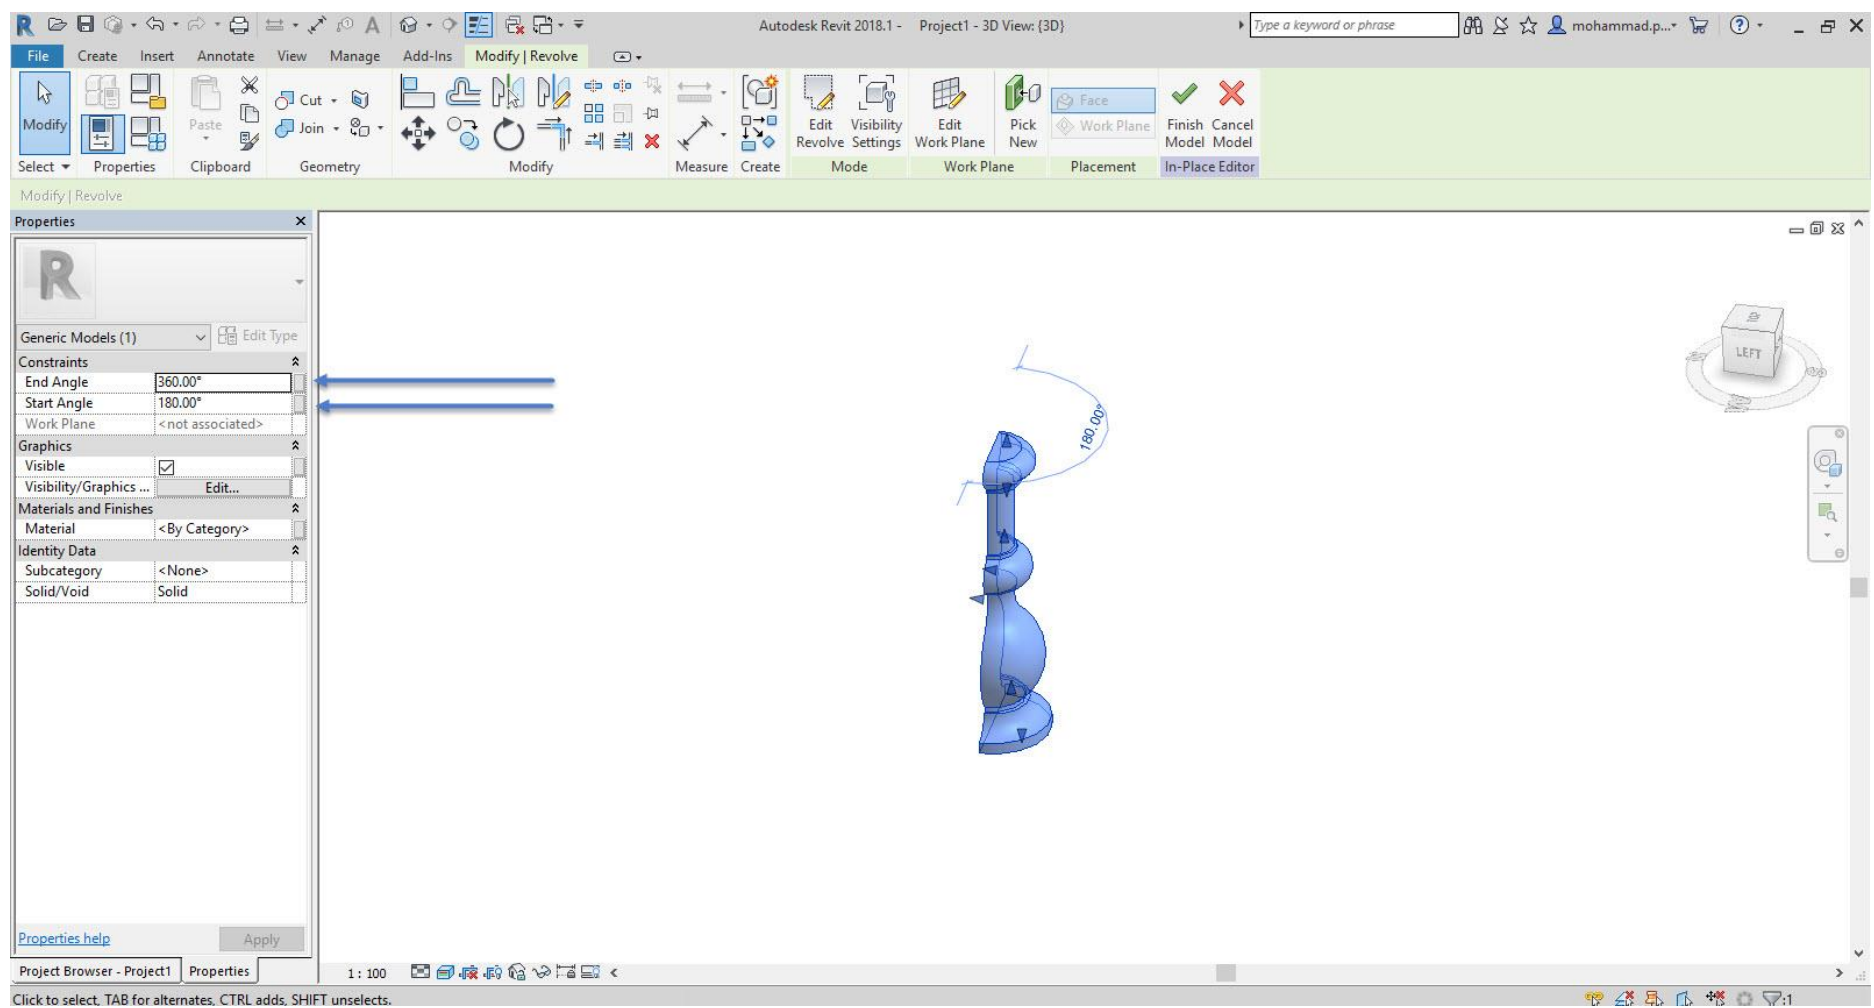 Autodesk Revit 2018.1 - Project1 - 3D View: {3D}
Type a keyword or phrase
mohammad.p...
File Create Insert Annotate View Manage Add-Ins Modify | Revolve
Modify
Paste
Cut
Join
Edit Revolve
Visibility Settings
Edit Work Plane
Pick New
Face
Work Plane
Finish Model
Cancel Model
Select Properties Clipboard Geometry Modify Measure Create Mode Work Plane Placement In-Place Editor
Modify | Revolve
Properties
Generic Models (1) Edit Type
Constraints
End Angle 360.00°
Start Angle 180.00°
Work Plane <not associated>
Graphics
Visible
Visibility/Graphics ... Edit...
Materials and Finishes
Material <By Category>
Identity Data
Subcategory <None>
Solid/Void Solid
180.00°
LEFT
Properties help Apply
Project Browser - Project1 Properties
1 : 100
Click to select, TAB for alternates, CTRL adds, SHIFT unselects.
:1